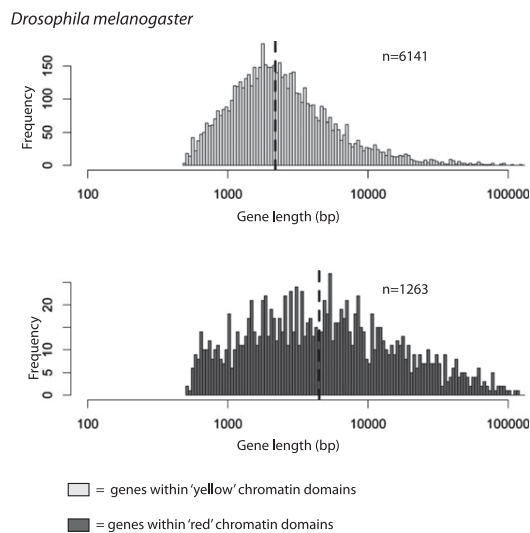 Drosophila melanogaster
n=6141
Frequency
0 50 100 150
100 1000 10000 100000
Gene length (bp)
n=1263
Frequency
0 5 10 20
100 1000 10000 100000
Gene length (bp)
= genes within 'yellow' chromatin domains
= genes within 'red' chromatin domains